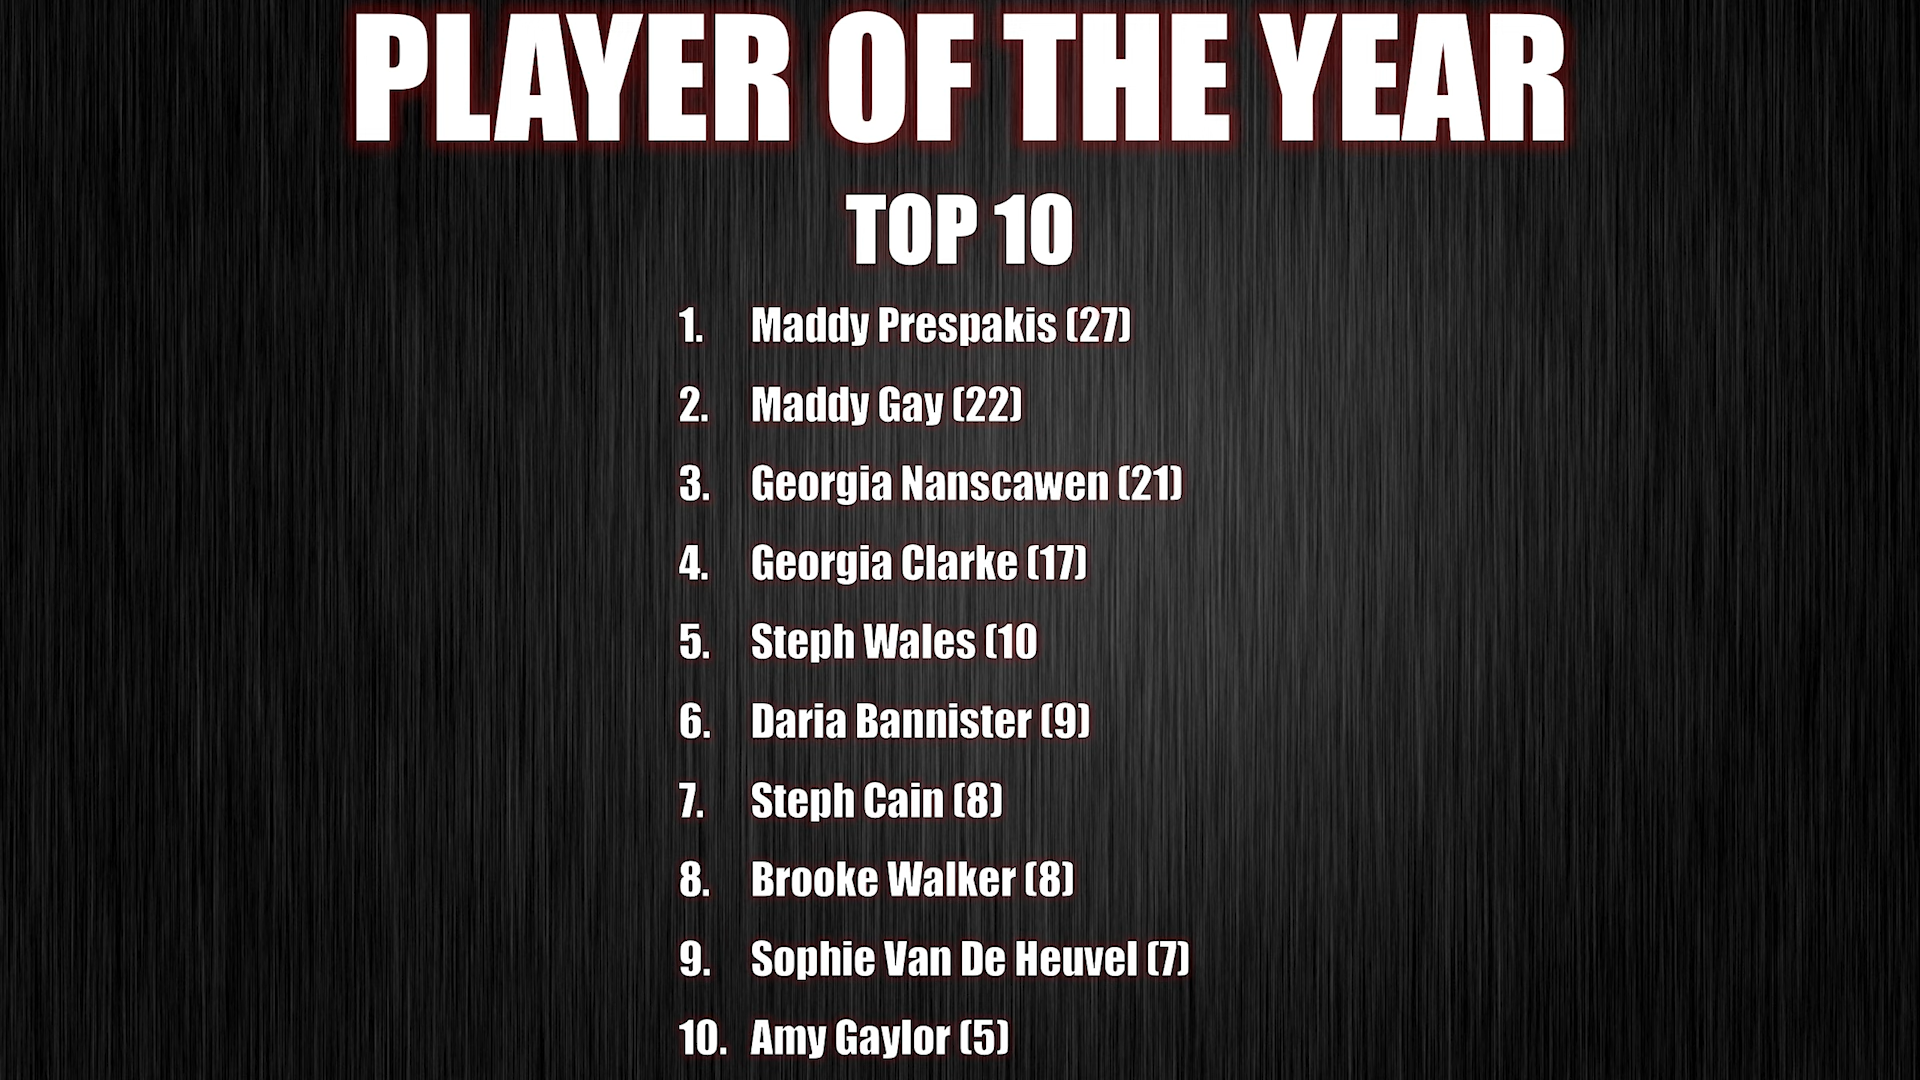 PLAYER OF THE YEAR
TOP 10
1. Maddy Prespakis (27)
2. Maddy Gay (22)
3. Georgia Nanscawen (21)
4. Georgia Clarke (17)
5. Steph Wales (10
6. Daria Bannister (9)
7. Steph Cain (8)
8. Brooke Walker (8)
9. Sophie Van De Heuvel (7)
10. Amy Gaylor (5)